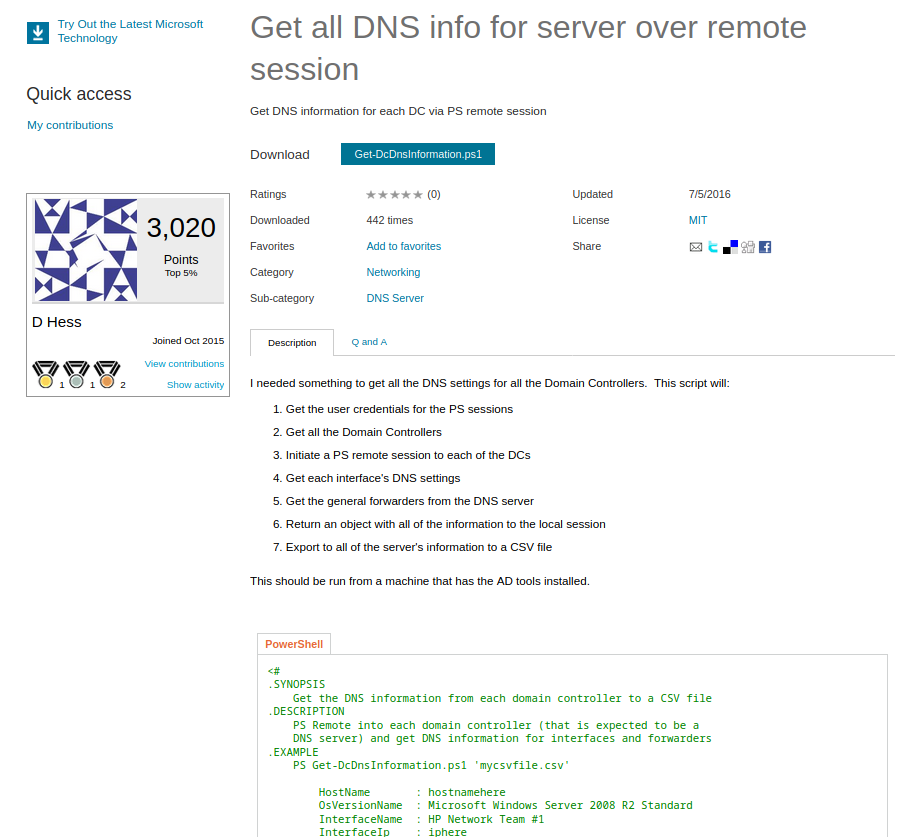 Try Out the Latest Microsoft
Technology
Quick access
My contributions
3,020
Points
Top 5%
D Hess
Joined Oct 2015
View contributions
1 1 2
Show activity
Get all DNS info for server over remote
session
Get DNS information for each DC via PS remote session
Download Get-DcDnsInformation.ps1
Ratings (0) Updated 7/5/2016
Downloaded 442 times License MIT
Favorites Add to favorites Share
Category Networking
Sub-category DNS Server
Description Q and A
I needed something to get all the DNS settings for all the Domain Controllers.  This script will:
1. Get the user credentials for the PS sessions
2. Get all the Domain Controllers
3. Initiate a PS remote session to each of the DCs
4. Get each interface's DNS settings
5. Get the general forwarders from the DNS server
6. Return an object with all of the information to the local session
7. Export to all of the server's information to a CSV file
This should be run from a machine that has the AD tools installed.
PowerShell
<#
.SYNOPSIS
    Get the DNS information from each domain controller to a CSV file
.DESCRIPTION
    PS Remote into each domain controller (that is expected to be a
    DNS server) and get DNS information for interfaces and forwarders
.EXAMPLE
    PS Get-DcDnsInformation.ps1 'mycsvfile.csv'
        HostName       : hostnamehere
        OsVersionName  : Microsoft Windows Server 2008 R2 Standard
        InterfaceName  : HP Network Team #1
        InterfaceIp    : iphere